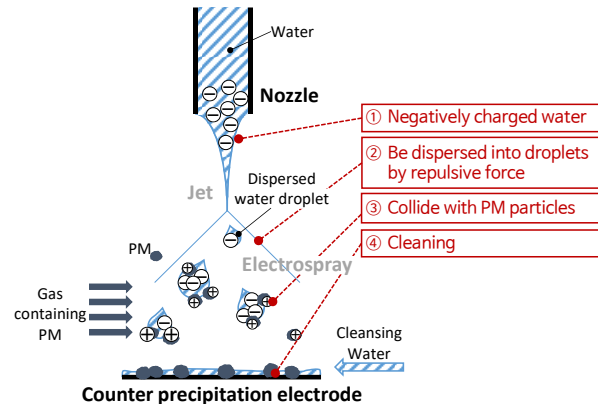 Water
Nozzle
① Negatively charged water
② Be dispersed into droplets
by repulsive force
③ Collide with PM particles
④ Cleaning
Jet
Dispersed
water droplet
PM
Electrospray
Gas
containing
PM
Cleansing
Water
Counter precipitation electrode